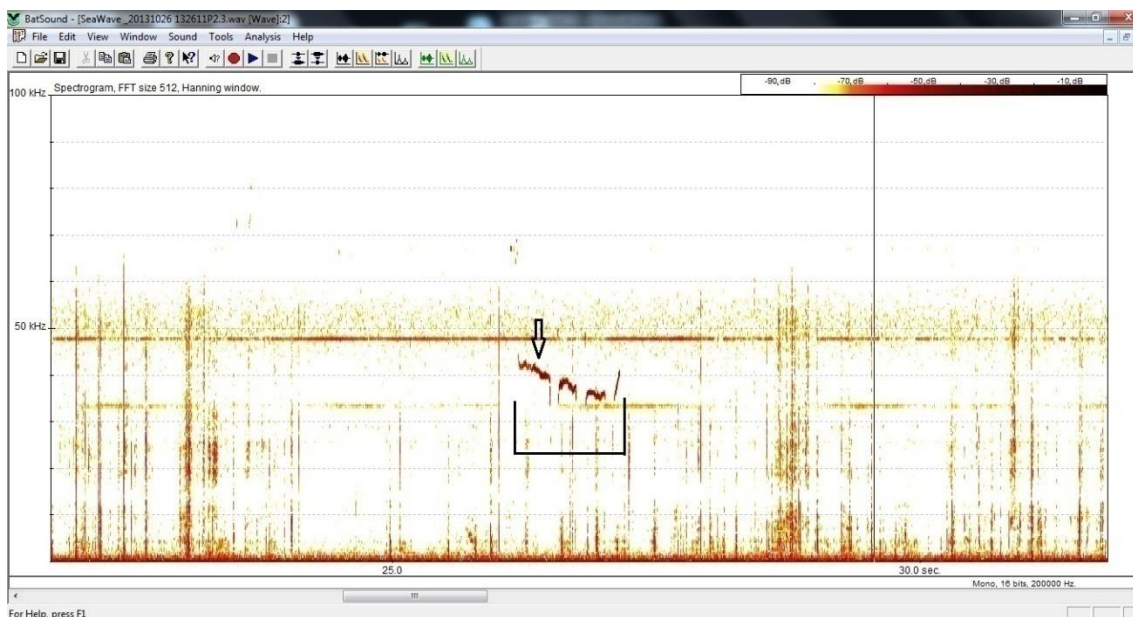 BatSound - [SeaWave _20131026 132611P2.3.wav [Wave]:2]
File Edit View Window Sound Tools Analysis Help
Spectrogram, FFT size 512, Hanning window.
-90, dB -70, dB -50, dB -30, dB -10, dB
100 kHz
50 kHz
25.0 30.0 sec.
Mono, 16 bits, 200000 Hz.
For Help, press F1